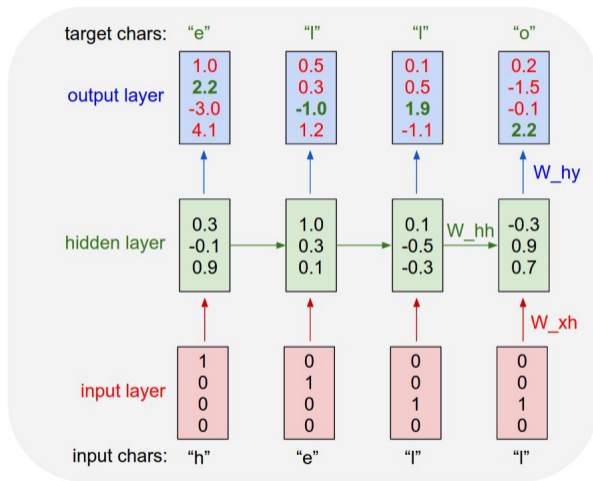 target chars: “e” “l” “l” “o”
output layer
1.0 0.5 0.1 0.2
2.2 0.3 0.5 -1.5
-3.0 -1.0 1.9 -0.1
4.1 1.2 -1.1 2.2
W_hy
hidden layer
0.3 1.0 0.1 -0.3
-0.1 0.3 -0.5 W_hh 0.9
0.9 0.1 -0.3 0.7
W_xh
input layer
1 0 0 0
0 1 0 0
0 0 1 1
0 0 0 0
input chars: “h” “e” “l” “l”